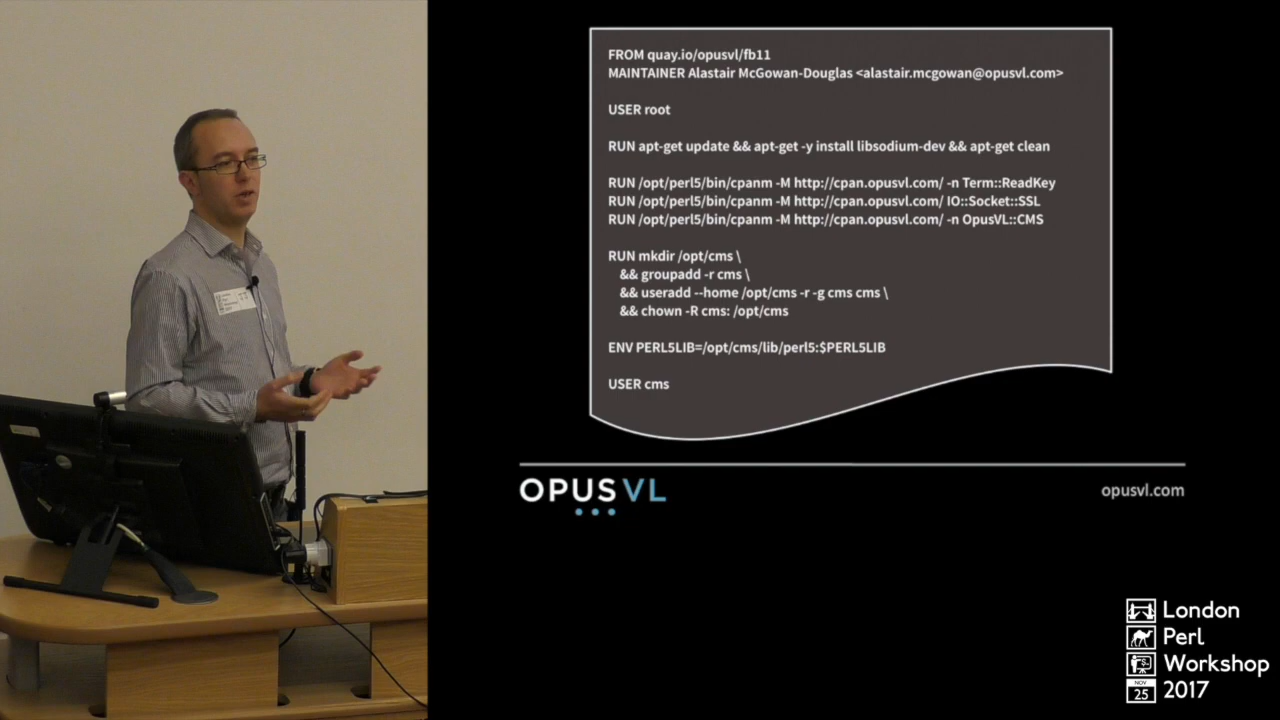 FROM quay.io/opusvl/fb11
MAINTAINER Alastair McGowan-Douglas <alastair.mcgowan@opusvl.com>
USER root
RUN apt-get update && apt-get -y install libsodium-dev && apt-get clean
RUN /opt/perl5/bin/cpanm -M http://cpan.opusvl.com/ -n Term::ReadKey
RUN /opt/perl5/bin/cpanm -M http://cpan.opusvl.com/ IO::Socket::SSL
RUN /opt/perl5/bin/cpanm -M http://cpan.opusvl.com/ -n OpusVL::CMS
RUN mkdir /opt/cms \
&& groupadd -r cms \
&& useradd --home /opt/cms -r -g cms cms \
&& chown -R cms: /opt/cms
ENV PERL5LIB=/opt/cms/lib/perl5:$PERL5LIB
USER cms
OPUSVL
opusvl.com
London
Perl
Workshop
NOV
25
2017